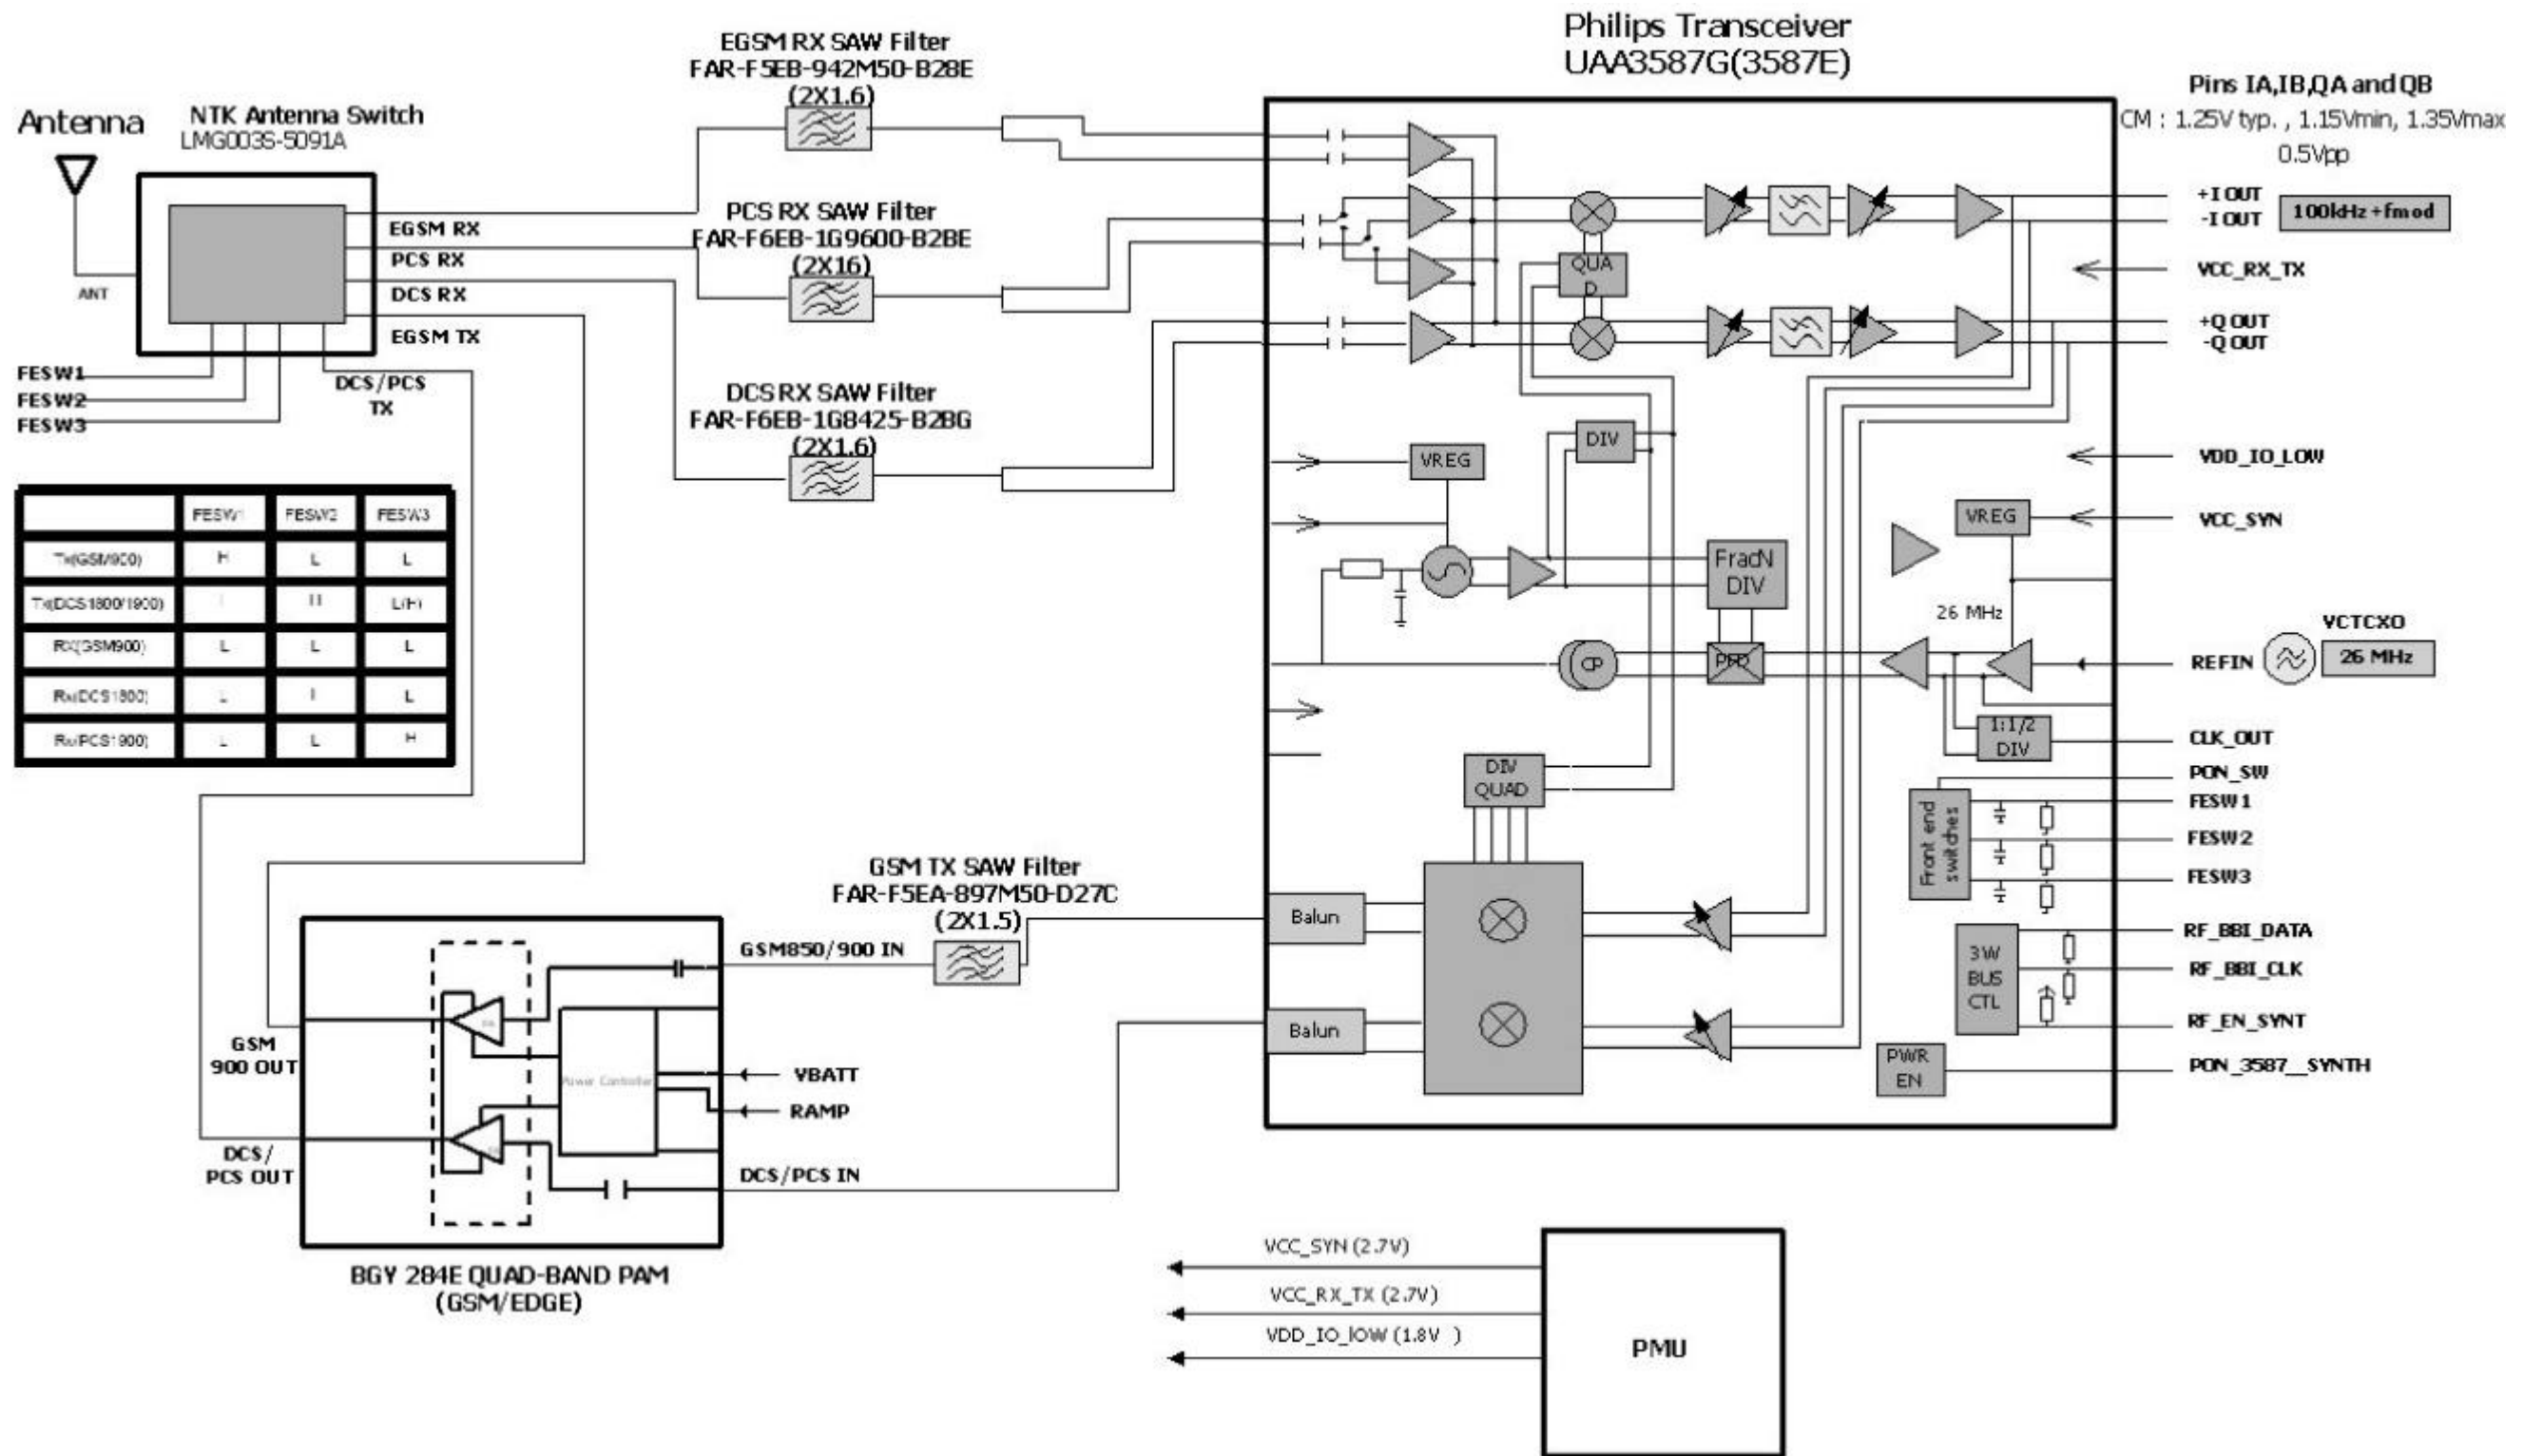 Philips Transceiver
UAA3587G(3587E)
EGSM RX SAW Filter
FAR-F5EB-942M50-B28E
(2X1.6)
Pins IA,IB,QA and QB
CM : 1.25V typ. , 1.15Vmin, 1.35Vmax
0.5Vpp
Antenna
NTK Antenna Switch
LMG003S-5091A
ANT
EGSM RX
PCS RX
DCS RX
EGSM TX
DCS/PCS
TX
FESW1
FESW2
FESW3
PCS RX SAW Filter
FAR-F6EB-1G9600-B2BE
(2X16)
DCS RX SAW Filter
FAR-F6EB-1G8425-B2BG
(2X1.6)
+I OUT
-I OUT
100kHz+fmod
VCC_RX_TX
+Q OUT
-Q OUT
QUA
D
DIV
VREG
VDD_IO_LOW
VREG
VCC_SYN
FracN
DIV
26 MHz
VCTCXO
REFIN
26 MHz
CP
PFD
1:1/2
DIV
CLK_OUT
PON_SW
FESW1
FESW2
FESW3
Front end
switches
DIV
QUAD
FESW1 FESW2 FESW3
Tx(GSM900) H L L
Tx(DCS1800/1900) L(H)
RX(GSM900) L L L
Rx(DCS1800) L L
Rx(PCS1900) L L H
GSM TX SAW Filter
FAR-F5EA-897M50-D27C
(2X1.5)
GSM850/900 IN
Balun
Balun
RF_BBI_DATA
RF_BBI_CLK
RF_EN_SYNT
3W
BUS
CTL
PWR
EN
PON_3587__SYNTH
GSM
900 OUT
Power Controller
VBATT
RAMP
DCS/
PCS OUT
DCS/PCS IN
BGY 284E QUAD-BAND PAM
(GSM/EDGE)
VCC_SYN (2.7V)
VCC_RX_TX (2.7V)
VDD_IO_lOW (1.8V )
PMU